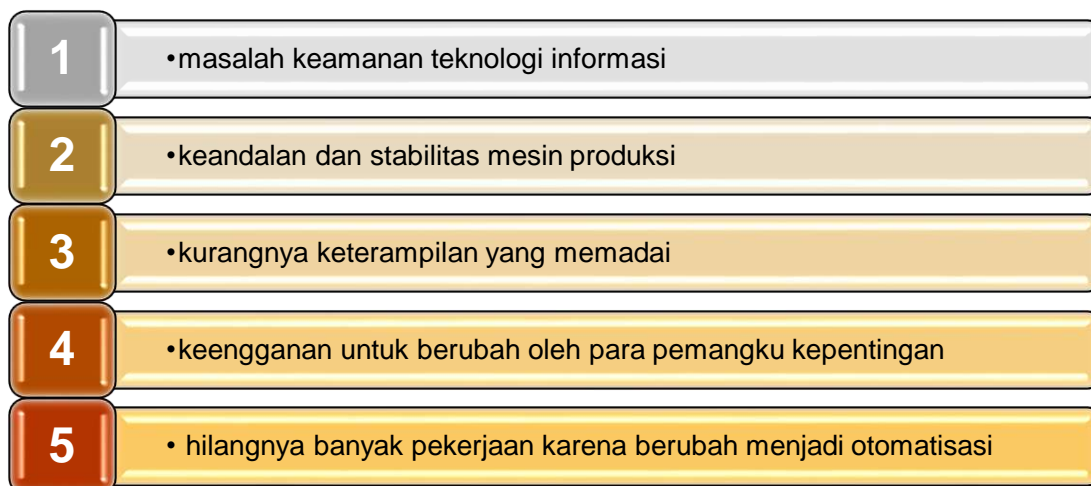 1
•masalah keamanan teknologi informasi
2
•keandalan dan stabilitas mesin produksi
3
•kurangnya keterampilan yang memadai
4
•keengganan untuk berubah oleh para pemangku kepentingan
5
• hilangnya banyak pekerjaan karena berubah menjadi otomatisasi